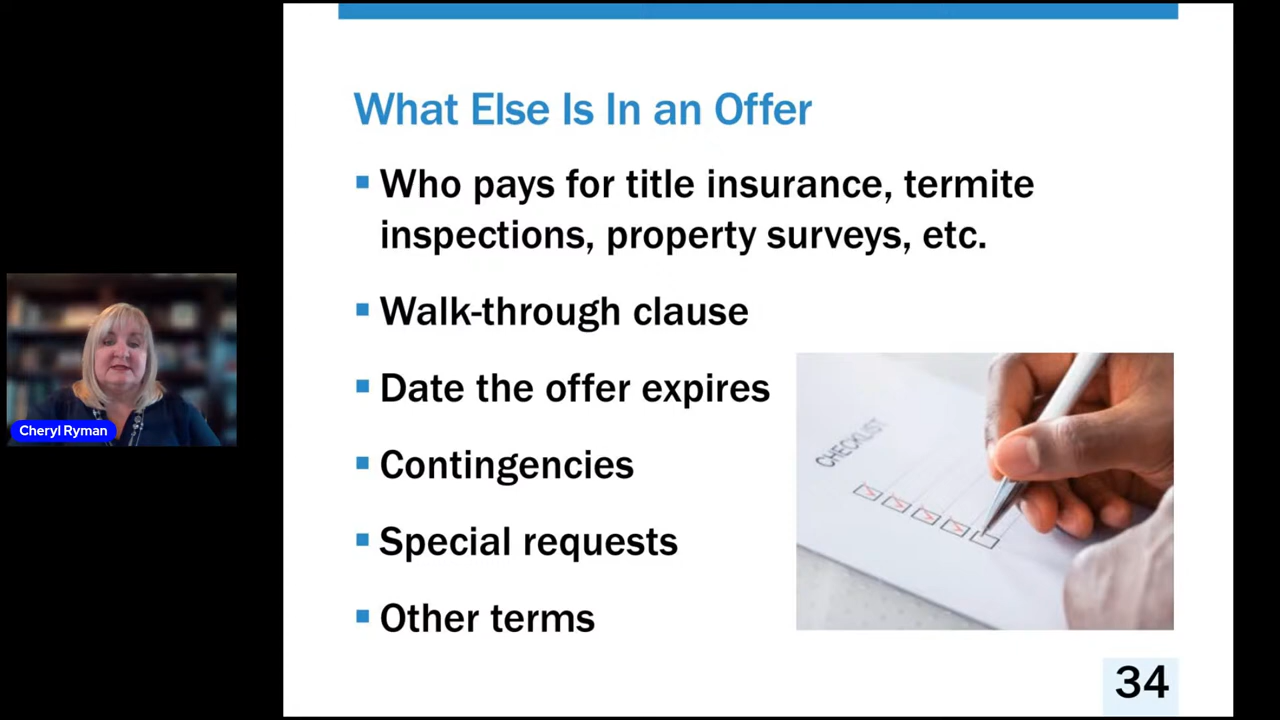 What Else Is In an Offer
▪ Who pays for title insurance, termite
inspections, property surveys, etc.
▪ Walk-through clause
▪ Date the offer expires
▪ Contingencies
▪ Special requests
▪ Other terms
CHECKLIST
Cheryl Ryman
34